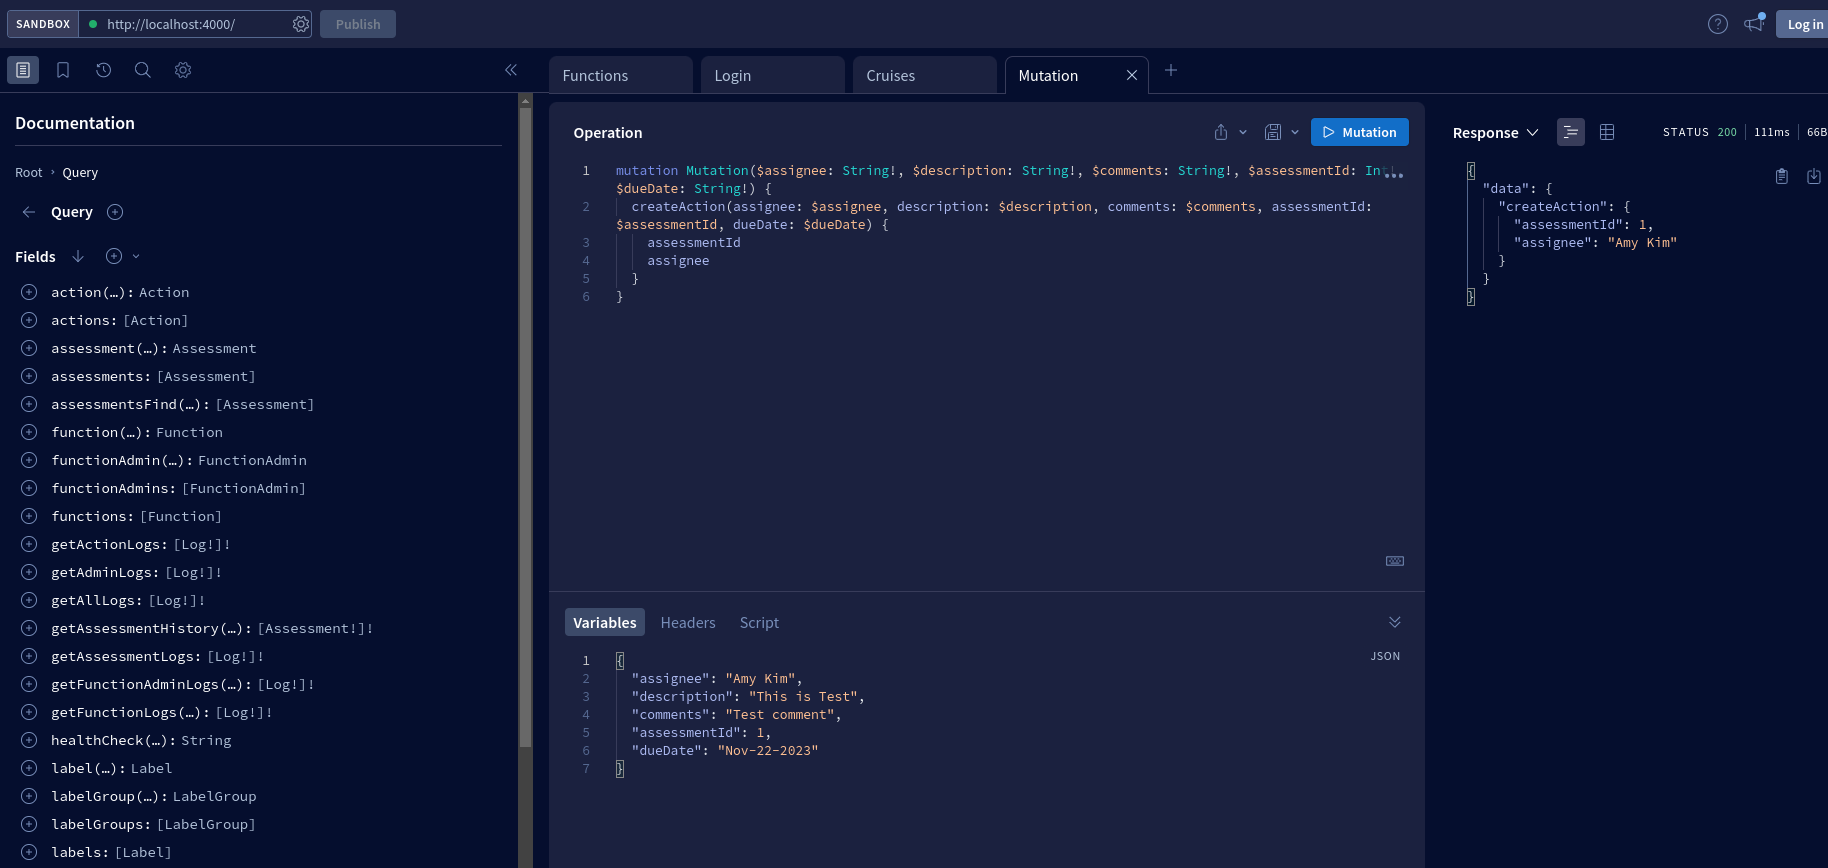 SANDBOX
http://localhost:4000/
Publish
Log in
Documentation
Root › Query
Query
Fields
action(…): Action
actions: [Action]
assessment(…): Assessment
assessments: [Assessment]
assessmentsFind(…): [Assessment]
function(…): Function
functionAdmin(…): FunctionAdmin
functionAdmins: [FunctionAdmin]
functions: [Function]
getActionLogs: [Log!]!
getAdminLogs: [Log!]!
getAllLogs: [Log!]!
getAssessmentHistory(…): [Assessment!]!
getAssessmentLogs: [Log!]!
getFunctionAdminLogs(…): [Log!]!
getFunctionLogs(…): [Log!]!
healthCheck(…): String
label(…): Label
labelGroup(…): LabelGroup
labelGroups: [LabelGroup]
labels: [Label]
Functions
Login
Cruises
Mutation
Operation
Mutation
1 mutation Mutation($assignee: String!, $description: String!, $comments: String!, $assessmentId: Int!,
$dueDate: String!) {
2 createAction(assignee: $assignee, description: $description, comments: $comments, assessmentId:
$assessmentId, dueDate: $dueDate) {
3 assessmentId
4 assignee
5 }
6 }
Variables
Headers
Script
JSON
1 {
2 "assignee": "Amy Kim",
3 "description": "This is Test",
4 "comments": "Test comment",
5 "assessmentId": 1,
6 "dueDate": "Nov-22-2023"
7 }
Response
STATUS 200
111ms
66B
{
"data": {
"createAction": {
"assessmentId": 1,
"assignee": "Amy Kim"
}
}
}